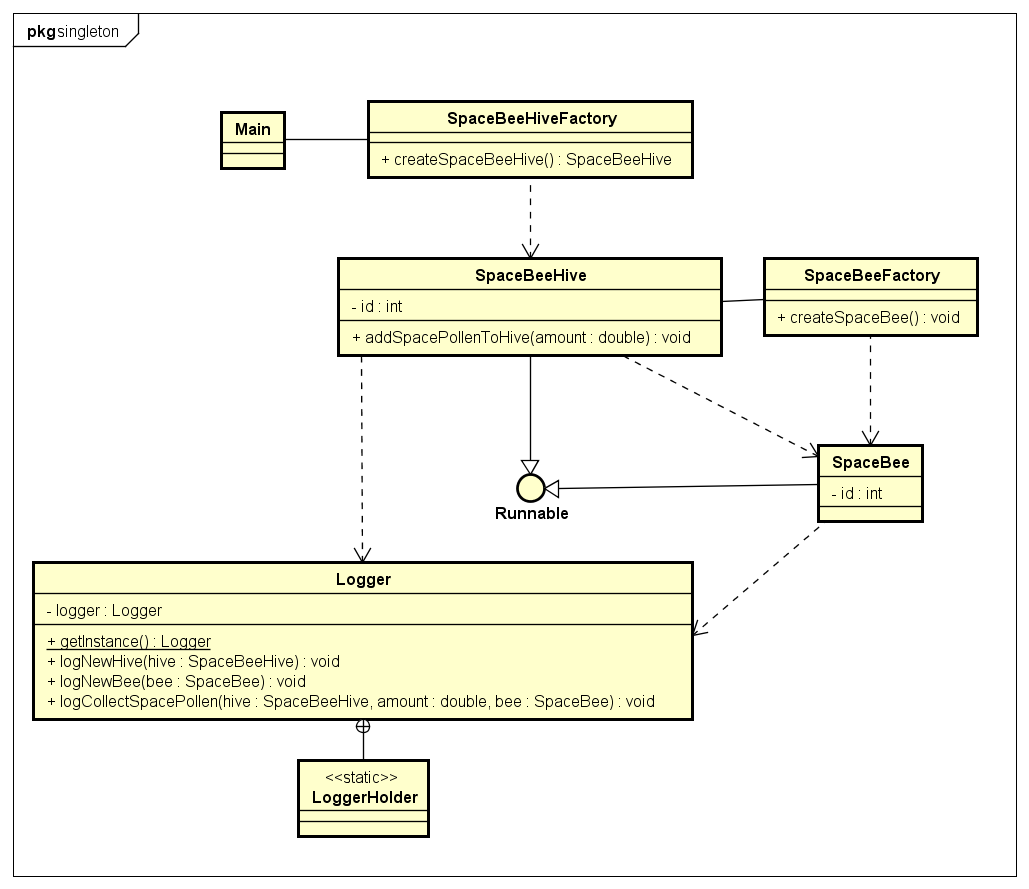 pkg singleton
Main
SpaceBeeHiveFactory
+ createSpaceBeeHive() : SpaceBeeHive
SpaceBeeHive
- id : int
+ addSpacePollenToHive(amount : double) : void
SpaceBeeFactory
+ createSpaceBee() : void
SpaceBee
- id : int
Runnable
Logger
- logger : Logger
+ getInstance() : Logger
+ logNewHive(hive : SpaceBeeHive) : void
+ logNewBee(bee : SpaceBee) : void
+ logCollectSpacePollen(hive : SpaceBeeHive, amount : double, bee : SpaceBee) : void
<<static>>
LoggerHolder